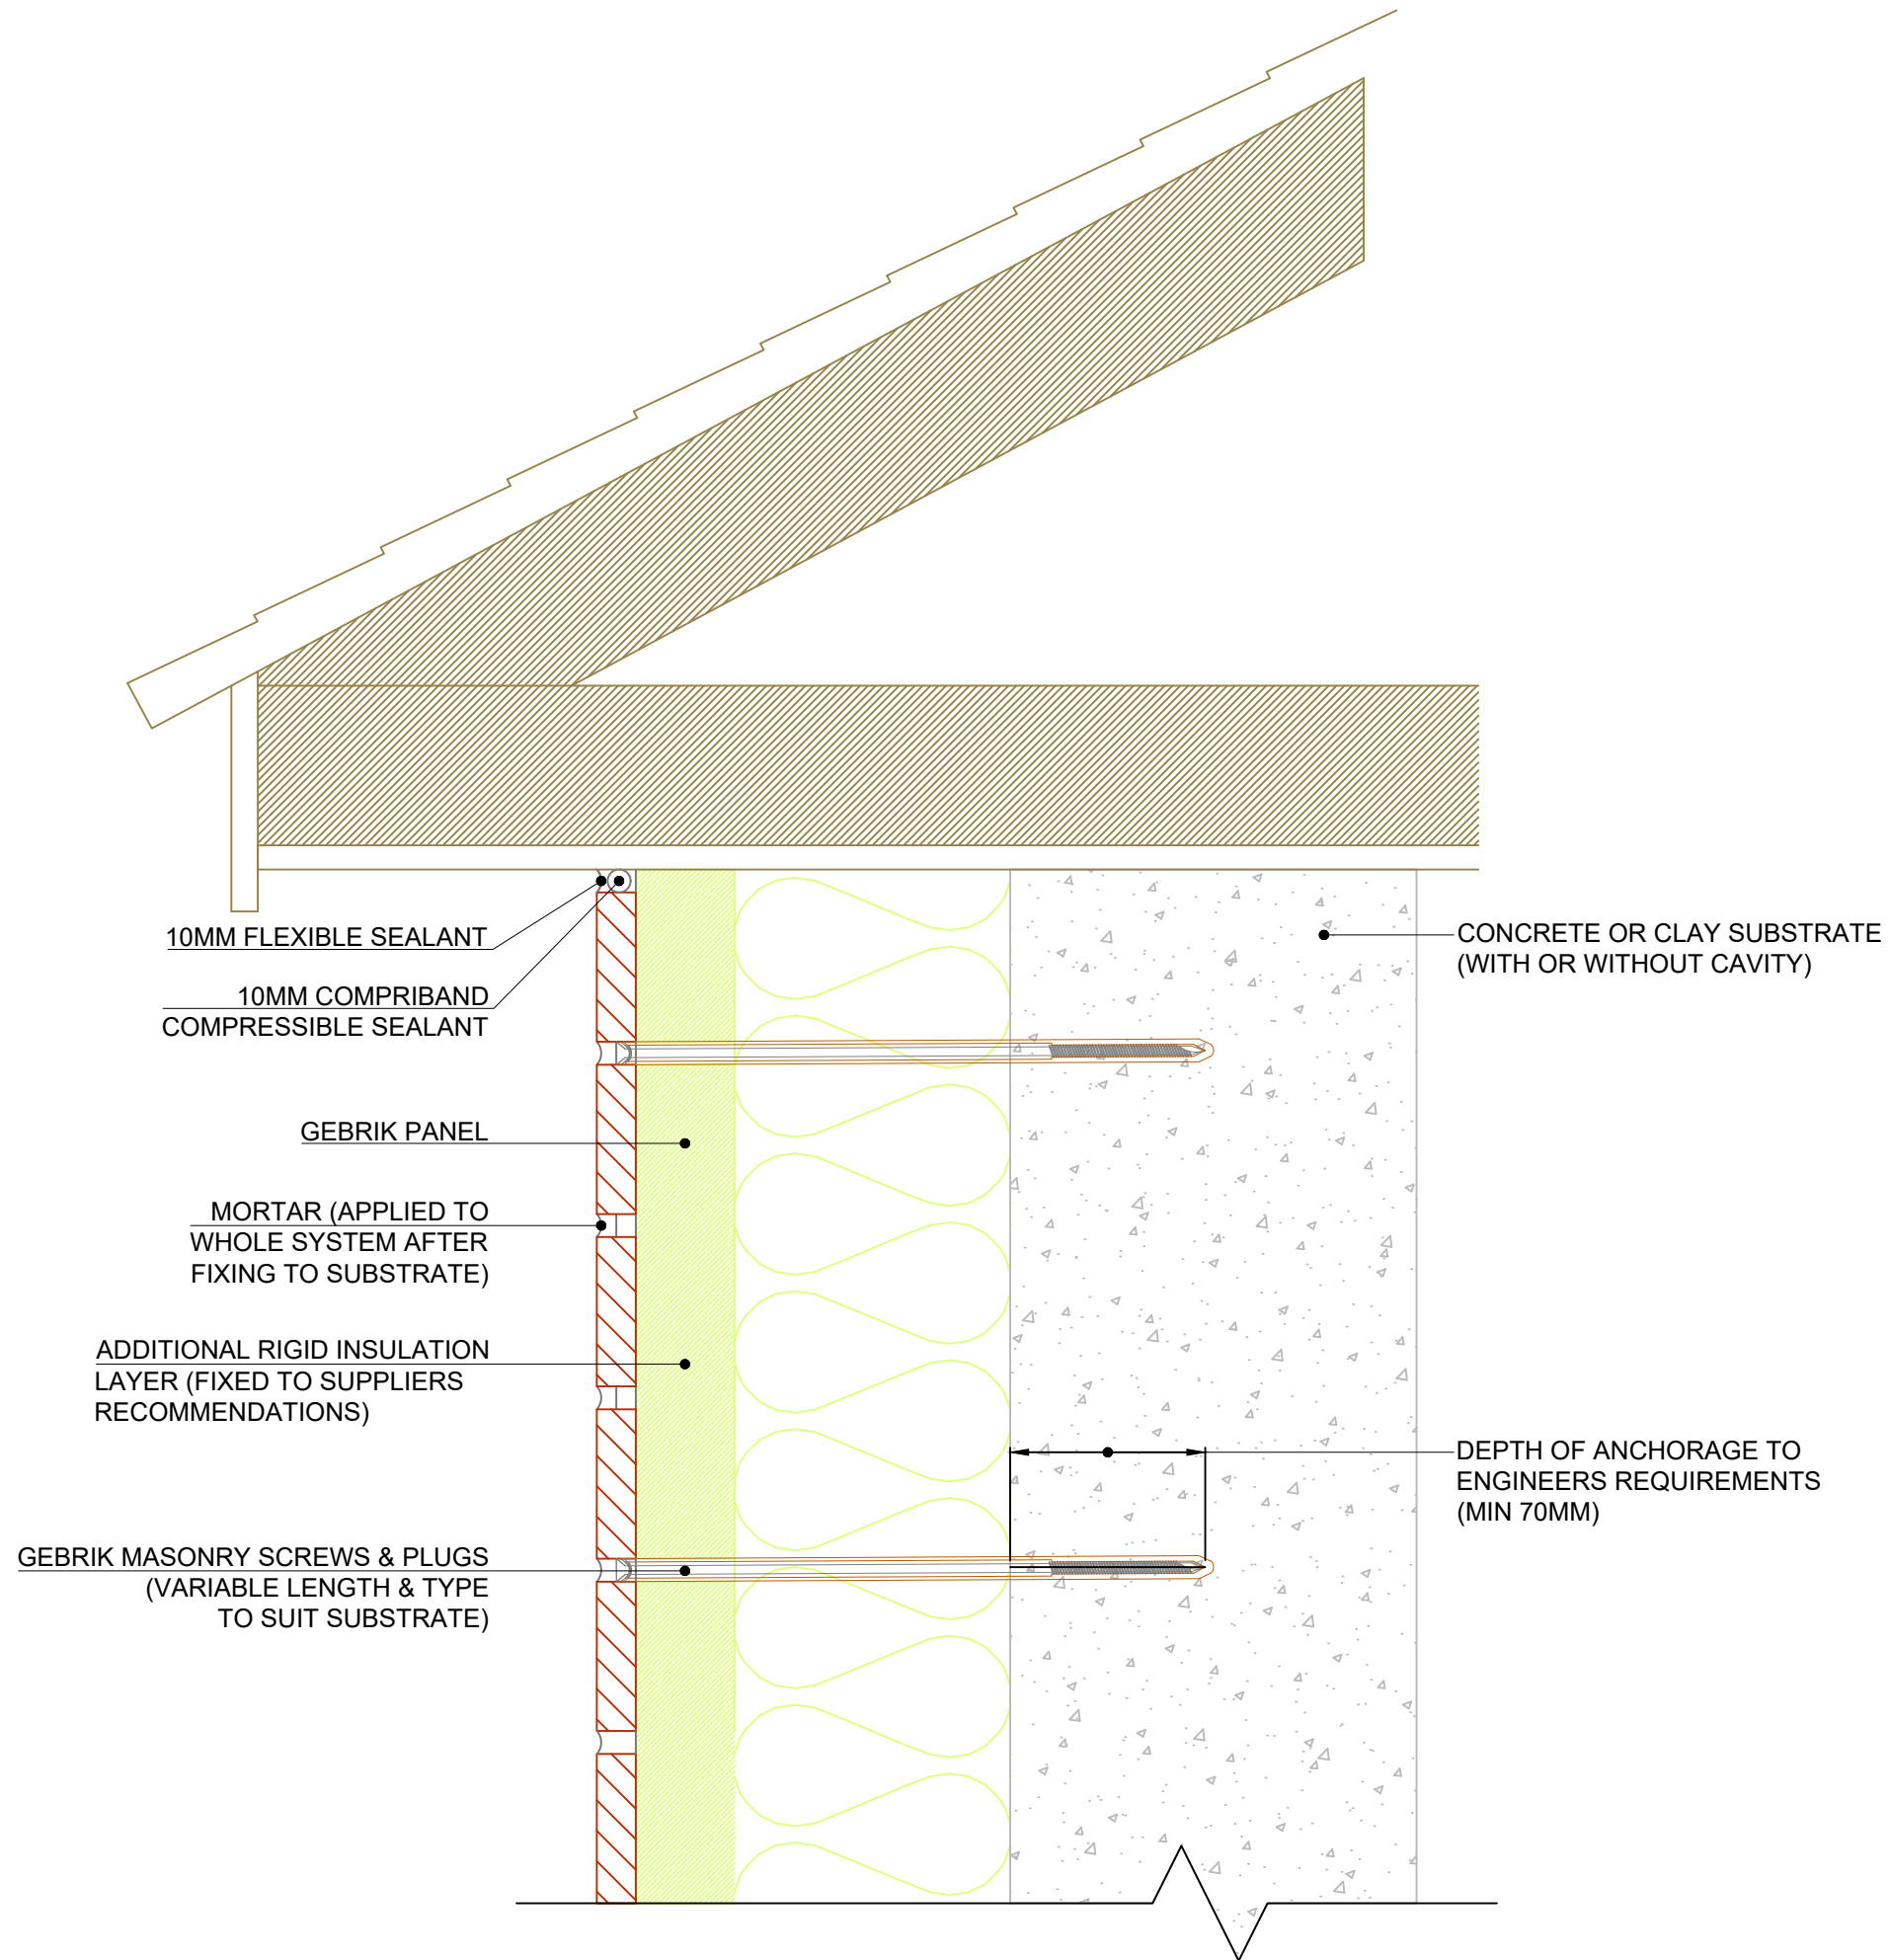 10MM FLEXIBLE SEALANT
10MM COMPRIBAND
COMPRESSIBLE SEALANT
GEBRIK PANEL
MORTAR (APPLIED TO
WHOLE SYSTEM AFTER
FIXING TO SUBSTRATE)
ADDITIONAL RIGID INSULATION
LAYER (FIXED TO SUPPLIERS
RECOMMENDATIONS)
GEBRIK MASONRY SCREWS & PLUGS
(VARIABLE LENGTH & TYPE
TO SUIT SUBSTRATE)
CONCRETE OR CLAY SUBSTRATE
(WITH OR WITHOUT CAVITY)
DEPTH OF ANCHORAGE TO
ENGINEERS REQUIREMENTS
(MIN 70MM)